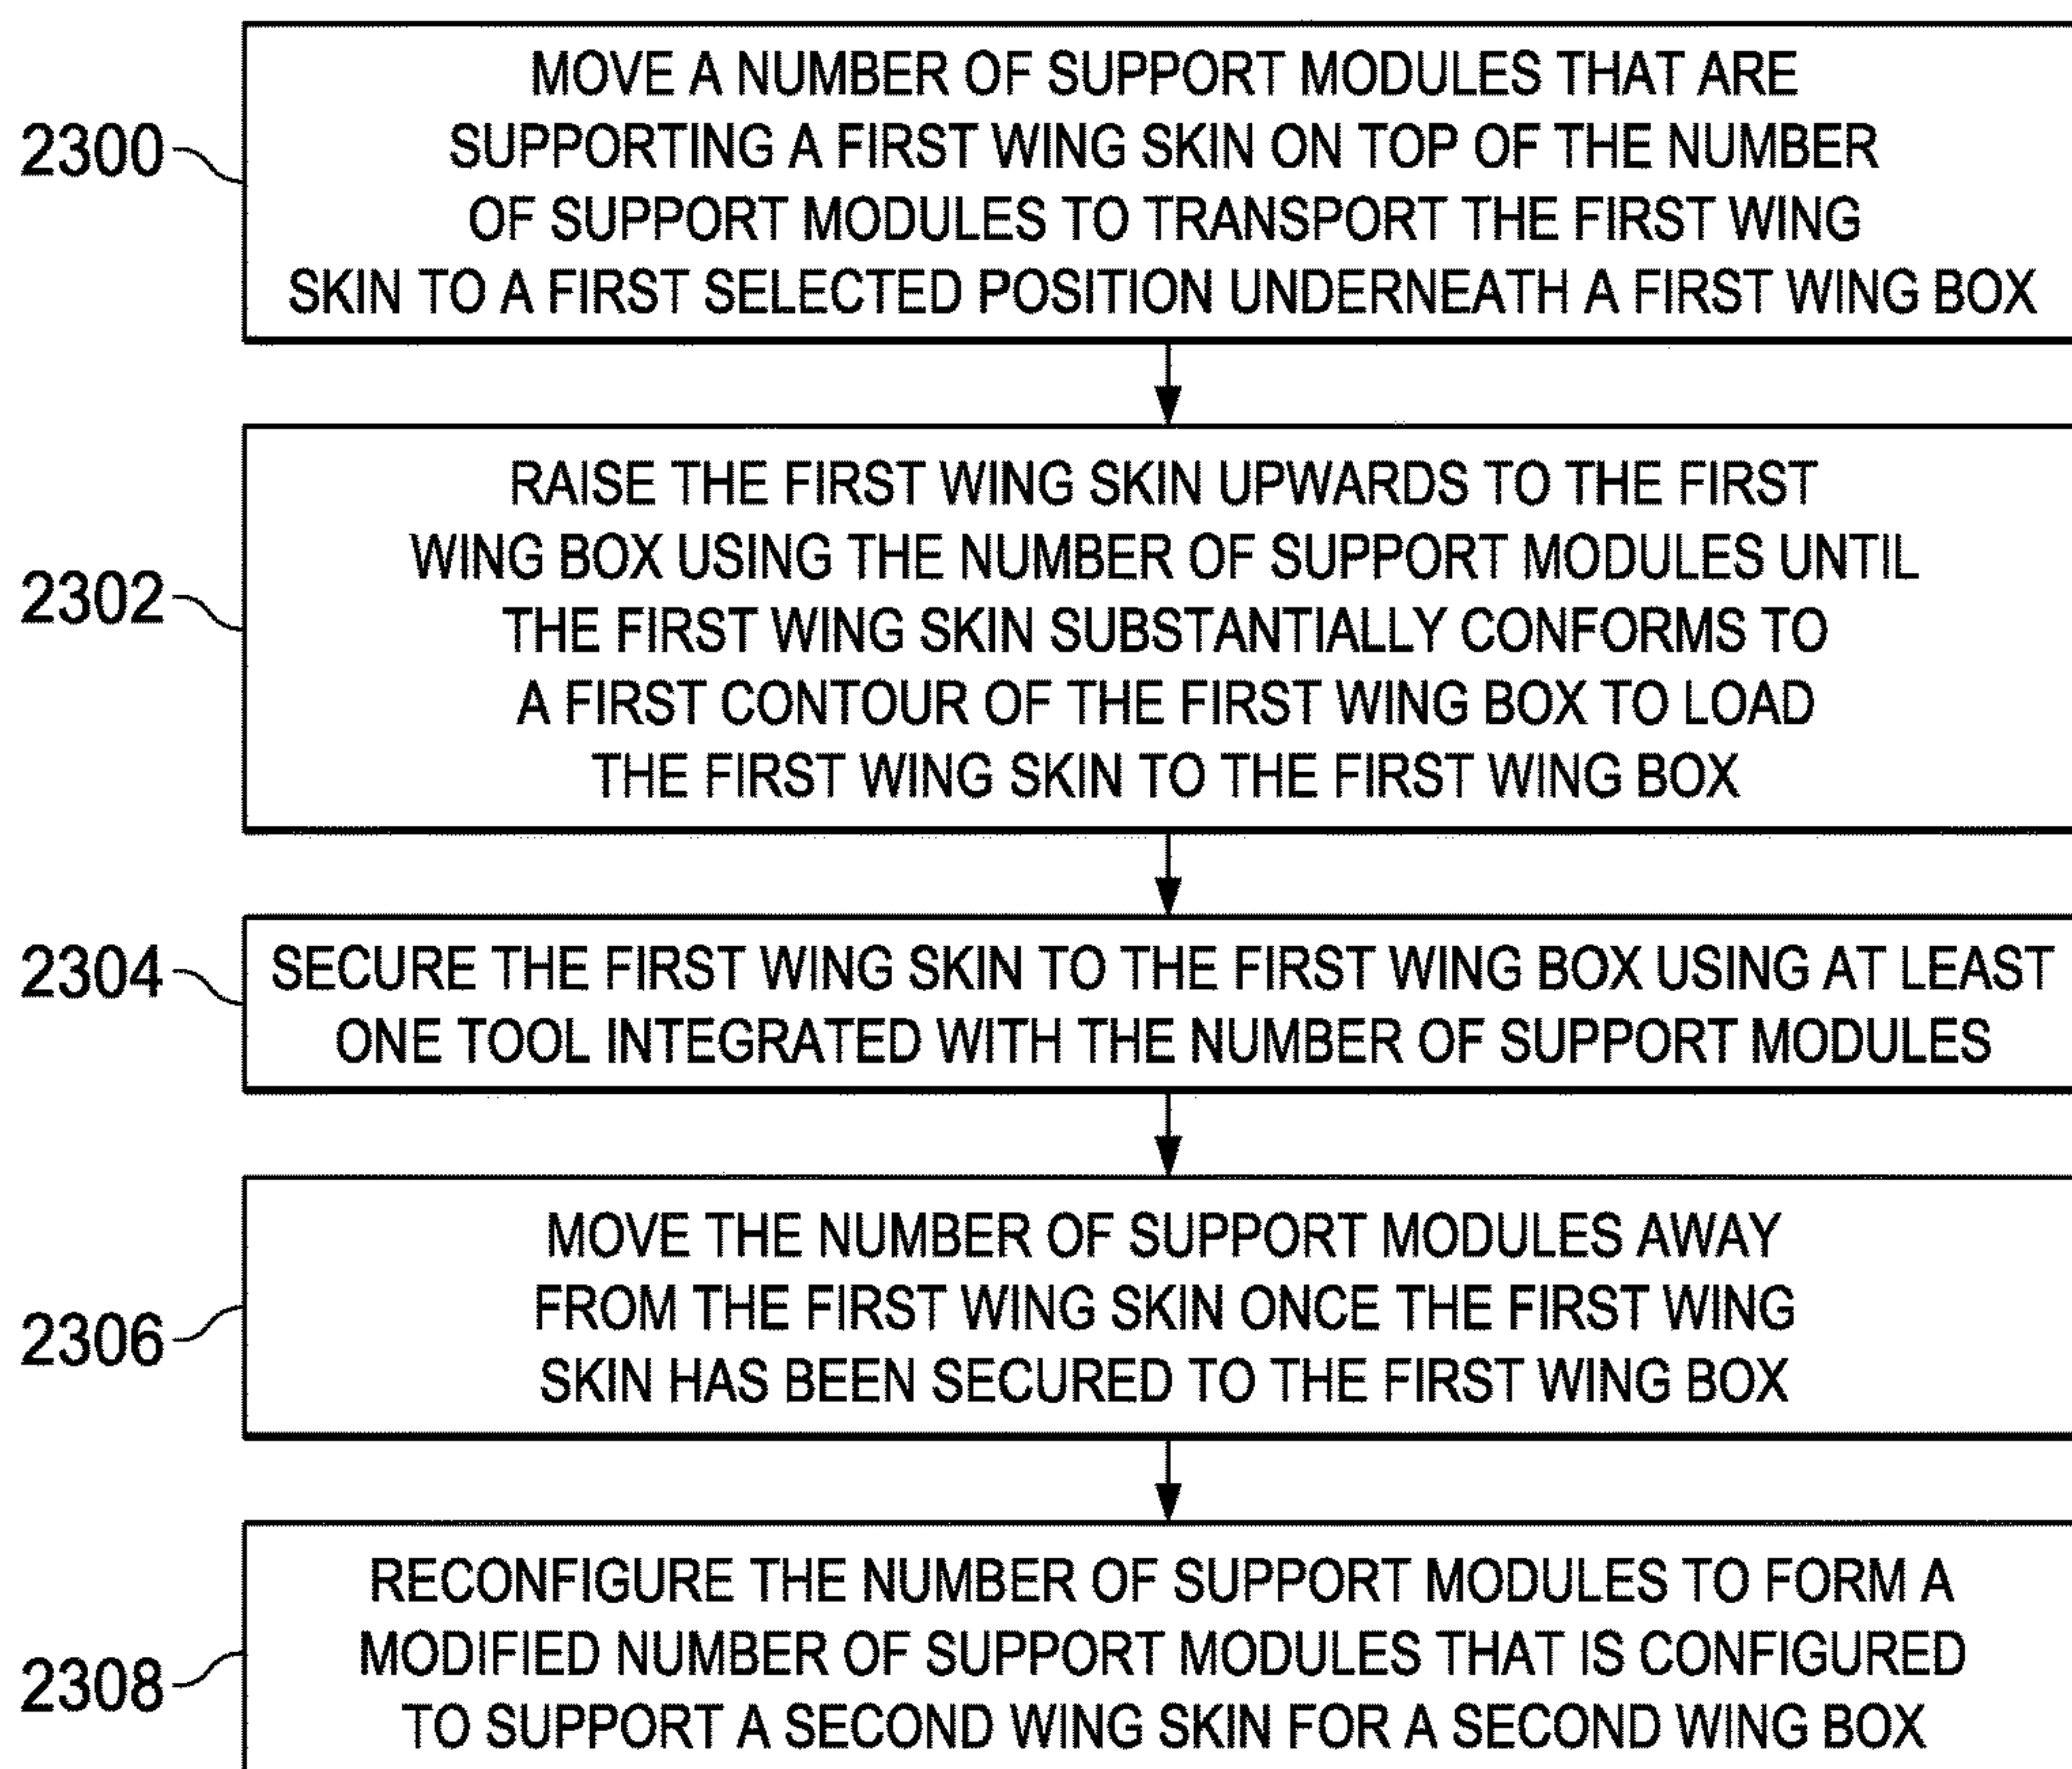 MOVE A NUMBER OF SUPPORT MODULES THAT ARE
SUPPORTING A FIRST WING SKIN ON TOP OF THE NUMBER
OF SUPPORT MODULES TO TRANSPORT THE FIRST WING
SKIN TO A FIRST SELECTED POSITION UNDERNEATH A FIRST WING BOX
2300
RAISE THE FIRST WING SKIN UPWARDS TO THE FIRST
WING BOX USING THE NUMBER OF SUPPORT MODULES UNTIL
THE FIRST WING SKIN SUBSTANTIALLY CONFORMS TO
A FIRST CONTOUR OF THE FIRST WING BOX TO LOAD
THE FIRST WING SKIN TO THE FIRST WING BOX
2302
SECURE THE FIRST WING SKIN TO THE FIRST WING BOX USING AT LEAST
ONE TOOL INTEGRATED WITH THE NUMBER OF SUPPORT MODULES
2304
MOVE THE NUMBER OF SUPPORT MODULES AWAY
FROM THE FIRST WING SKIN ONCE THE FIRST WING
SKIN HAS BEEN SECURED TO THE FIRST WING BOX
2306
RECONFIGURE THE NUMBER OF SUPPORT MODULES TO FORM A
MODIFIED NUMBER OF SUPPORT MODULES THAT IS CONFIGURED
TO SUPPORT A SECOND WING SKIN FOR A SECOND WING BOX
2308